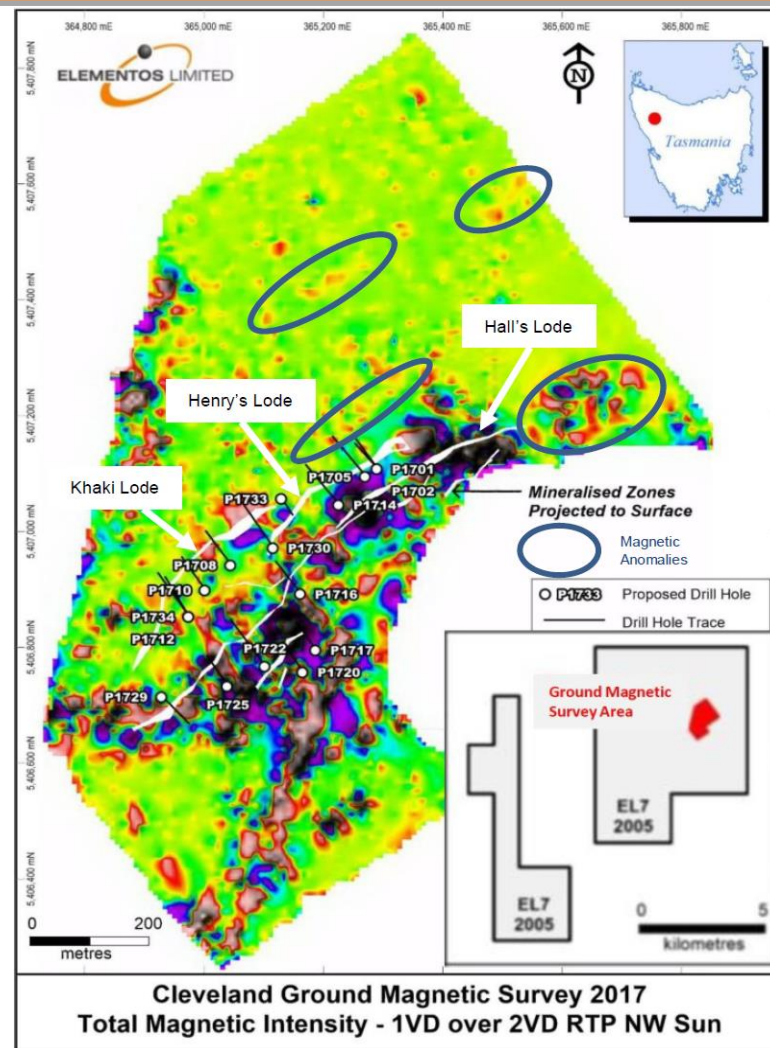 364,800 mE
365,000 mE
365,200 mE
365,400 mE
365,600 mE
365,800 mE
5,407,800 mN
ELEMENTOS LIMITED
N
Tasmania
5,407,600 mN
5,407,400 mN
Hall's Lode
5,407,200 mN
Henry's Lode
Khaki Lode
P1705
P1701
P1702
P1733
P1714
Mineralised Zones
Projected to Surface
5,407,000 mN
P1730
Magnetic
Anomalies
P1708
P1710
P1716
P1733 Proposed Drill Hole
Drill Hole Trace
P1734
P1712
5,406,800 mN
P1722
P1717
P1720
P1729
P1725
Ground Magnetic
Survey Area
5,406,600 mN
EL7
2005
EL7
2005
5,406,400 mN
0 200
metres
0 5
kilometres
Cleveland Ground Magnetic Survey 2017
Total Magnetic Intensity - 1VD over 2VD RTP NW Sun